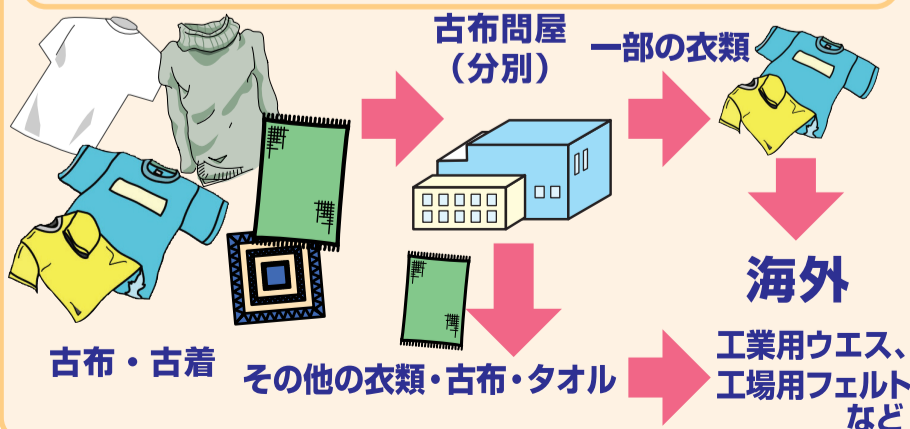 古布問屋
（分別）
一部の衣類
海外
古布・古着
その他の衣類・古布・タオル
工業用ウエス、
工場用フェルト
など